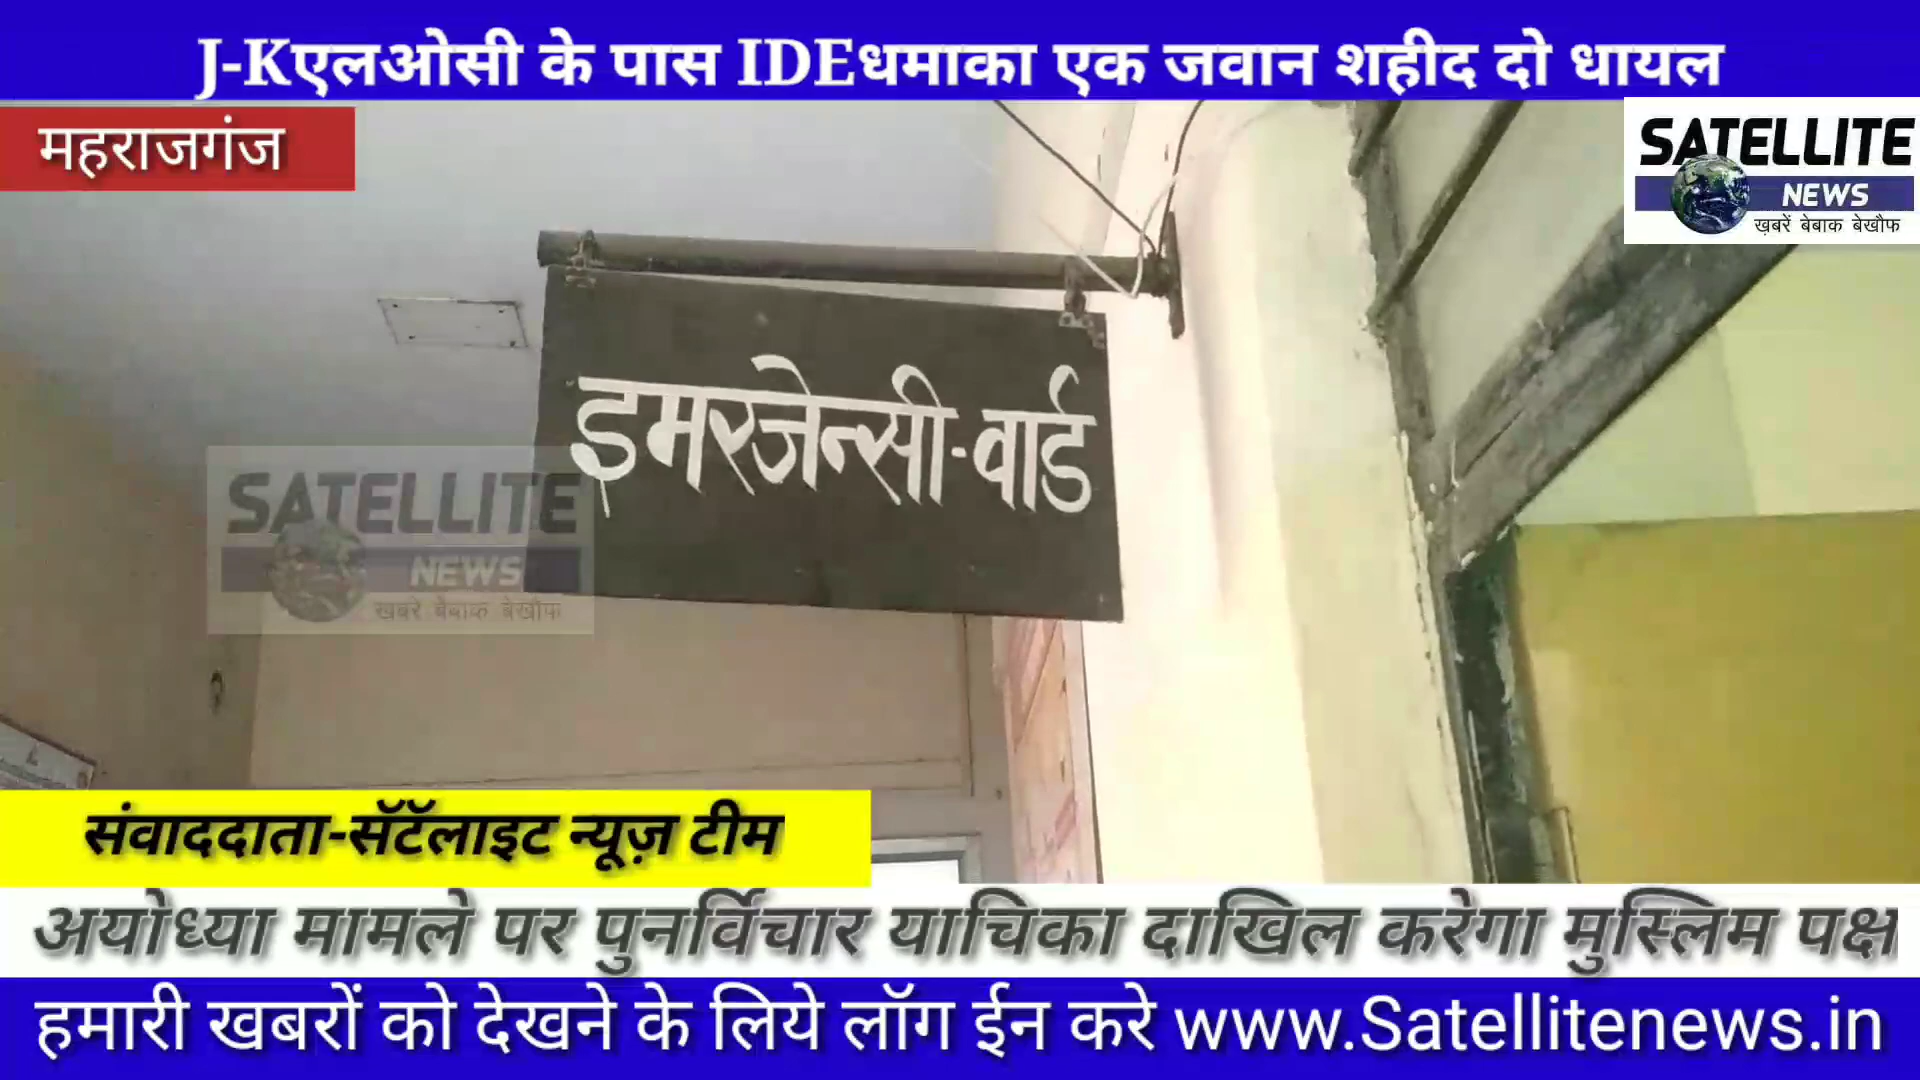 J-Kएलओसी के पास IDEधमाका एक जवान शहीद दो धायल
महराजगंज
SATELLITE
NEWS
ख़बरें बेबाक बेखौफ
इमरजेन्सी-वार्ड
SATELLITE
NEWS
ख़बरें बेबाक बेखौफ
संवाददाता-सॅटॅलाइट न्यूज़ टीम
अयोध्या मामले पर पुनर्विचार याचिका दाखिल करेगा मुस्लिम पक्ष
हमारी खबरों को देखने के लिये लॉग ईन करे www.Satellitenews.in